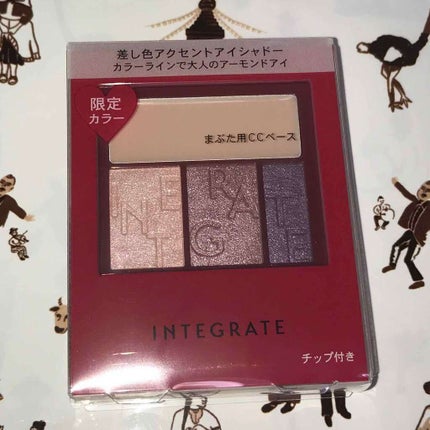 差し色アクセントアイシャドー
カラーラインで大人のアーモンドアイ
限定
カラー
まぶた用CCベース
INTEGRATE
INTEGRATE
チップ付き